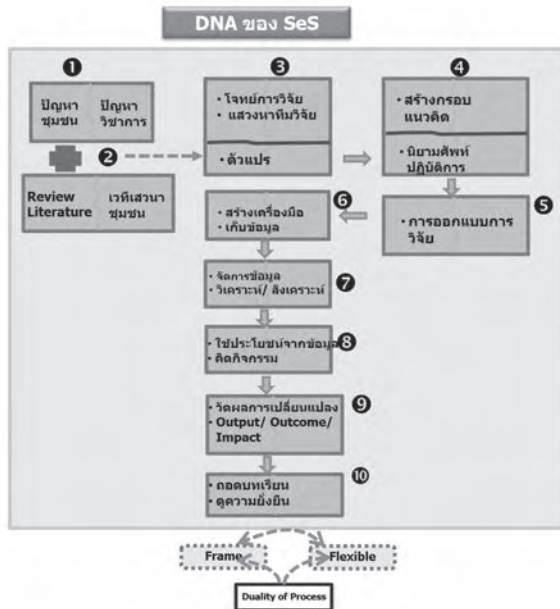 DNA ของ SeS
❶
ปัญหา
ชุมชน
ปัญหา
วิชาการ
❷
Review
Literature
เวทีเสวนา
ชุมชน
❸
• โจทย์การวิจัย
• แสวงหาทีมวิจัย
• ตัวแปร
❹
• สร้างกรอบ
แนวคิด
• นิยามศัพท์
ปฏิบัติการ
❺
• การออกแบบการ
วิจัย
❻
• สร้างเครื่องมือ
• เก็บข้อมูล
❼
• จัดการข้อมูล
• วิเคราะห์/ สังเคราะห์
❽
• ใช้ประโยชน์จากข้อมูล
• คิดกิจกรรม
❾
• วัดผลการเปลี่ยนแปลง
• Output/ Outcome/
Impact
❿
• ถอดบทเรียน
• ดูความยั่งยืน
Frame
Flexible
Duality of Process